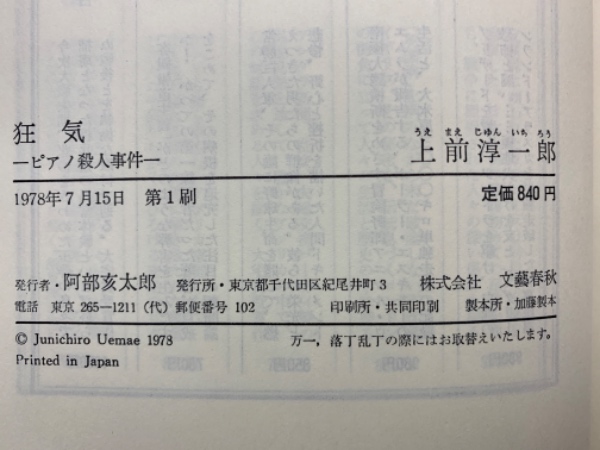 狂気
うえ まえ じゅん いち ろう
―ピアノ殺人事件―
上前淳一郎
1978年7月15日 第1刷
定価840円
発行者・阿部亥太郎 発行所・東京都千代田区紀尾井町3 株式会社 文藝春秋
電話 東京 265―1211(代)郵便番号 102 印刷所・共同印刷 製本所・加藤製本
© Junichiro Uemae 1978
万一,落丁乱丁の際にはお取替えいたします。
Printed in Japan